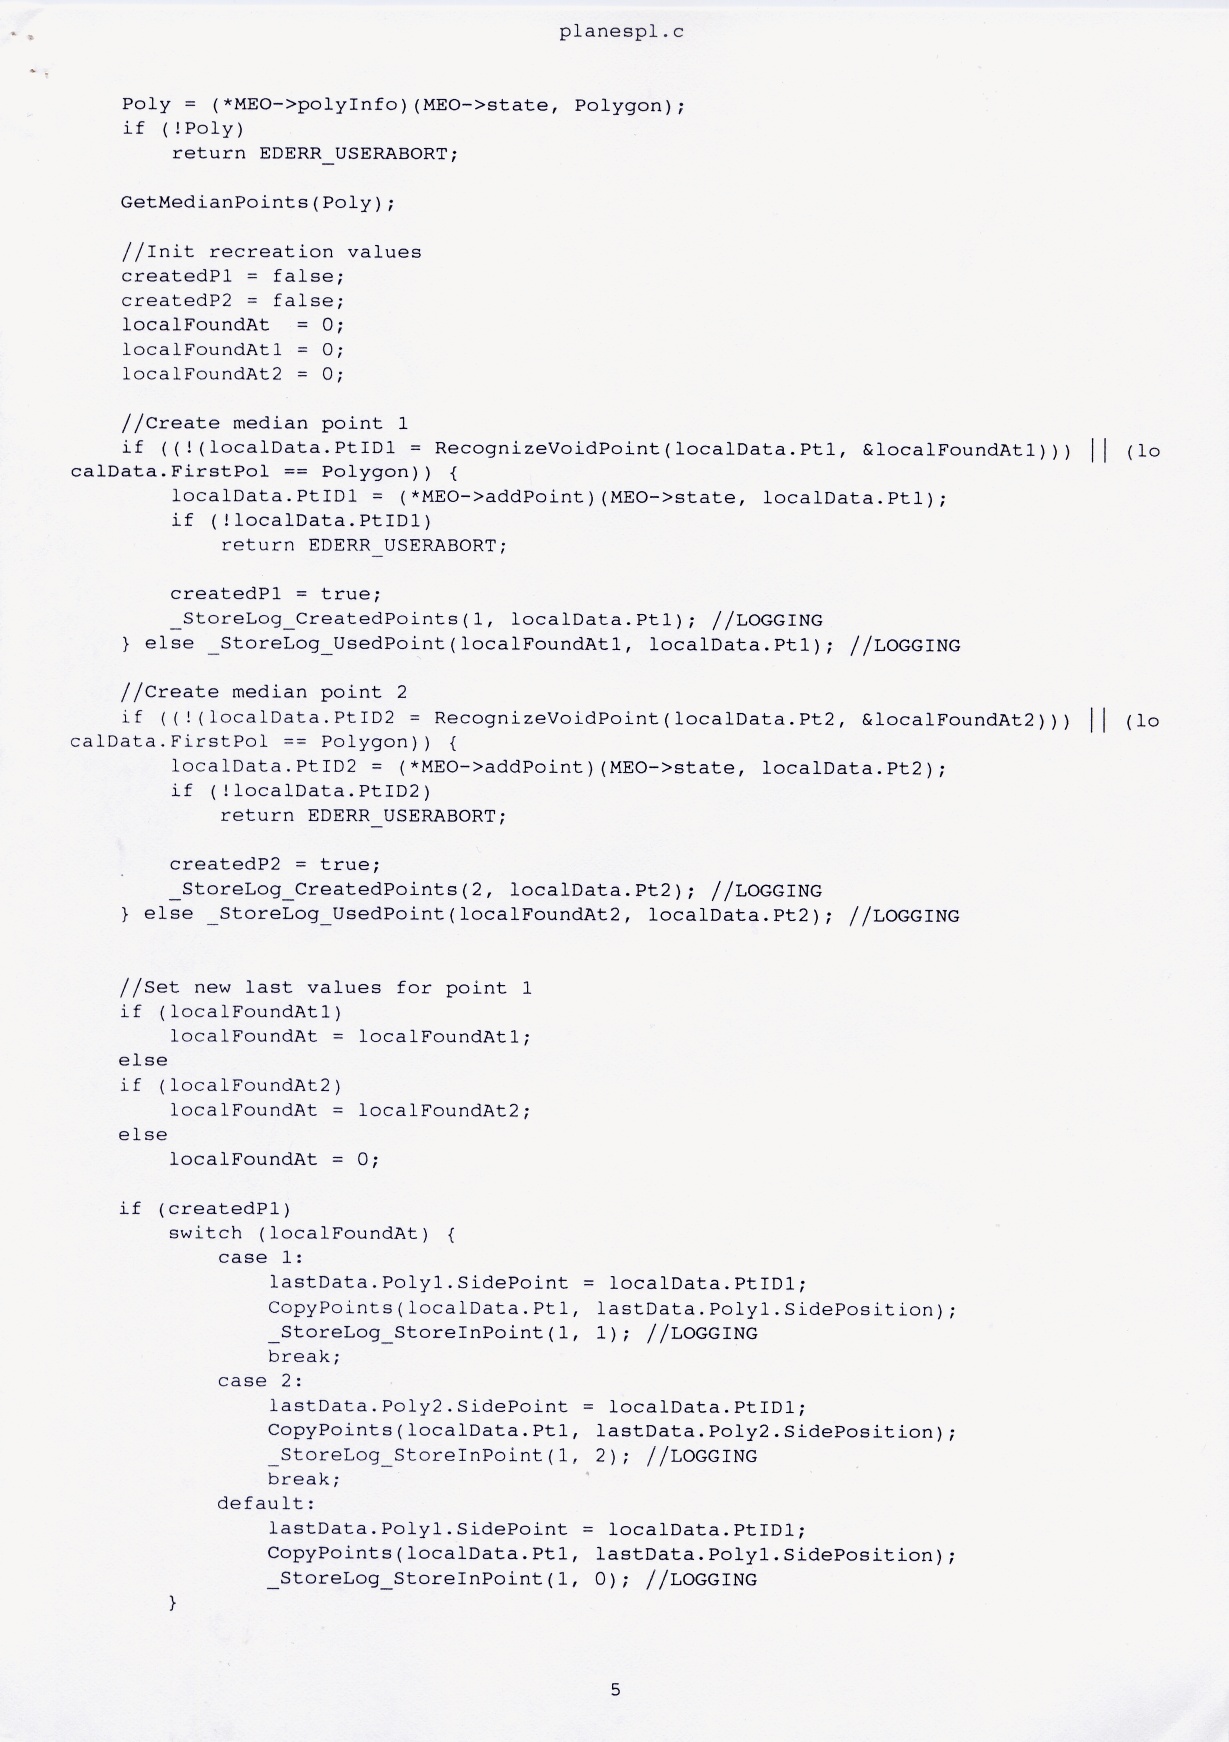 planespl.c
Poly = (*MEO->polyInfo)(MEO->state, Polygon);
if (!Poly)
return EDERR_USERABORT;
GetMedianPoints(Poly);
//Init recreation values
createdP1 = false;
createdP2 = false;
localFoundAt  = 0;
localFoundAt1 = 0;
localFoundAt2 = 0;
//Create median point 1
if ((!(localData.PtID1 = RecognizeVoidPoint(localData.Pt1, &localFoundAt1))) || (lo
calData.FirstPol == Polygon)) {
localData.PtID1 = (*MEO->addPoint)(MEO->state, localData.Pt1);
if (!localData.PtID1)
return EDERR_USERABORT;
createdP1 = true;
_StoreLog_CreatedPoints(1, localData.Pt1); //LOGGING
} else _StoreLog_UsedPoint(localFoundAt1, localData.Pt1); //LOGGING
//Create median point 2
if ((!(localData.PtID2 = RecognizeVoidPoint(localData.Pt2, &localFoundAt2))) || (lo
calData.FirstPol == Polygon)) {
localData.PtID2 = (*MEO->addPoint)(MEO->state, localData.Pt2);
if (!localData.PtID2)
return EDERR_USERABORT;
createdP2 = true;
_StoreLog_CreatedPoints(2, localData.Pt2); //LOGGING
} else _StoreLog_UsedPoint(localFoundAt2, localData.Pt2); //LOGGING
//Set new last values for point 1
if (localFoundAt1)
localFoundAt = localFoundAt1;
else
if (localFoundAt2)
localFoundAt = localFoundAt2;
else
localFoundAt = 0;
if (createdP1)
switch (localFoundAt) {
case 1:
lastData.Poly1.SidePoint = localData.PtID1;
CopyPoints(localData.Pt1, lastData.Poly1.SidePosition);
_StoreLog_StoreInPoint(1, 1); //LOGGING
break;
case 2:
lastData.Poly2.SidePoint = localData.PtID1;
CopyPoints(localData.Pt1, lastData.Poly2.SidePosition);
_StoreLog_StoreInPoint(1, 2); //LOGGING
break;
default:
lastData.Poly1.SidePoint = localData.PtID1;
CopyPoints(localData.Pt1, lastData.Poly1.SidePosition);
_StoreLog_StoreInPoint(1, 0); //LOGGING
}
5